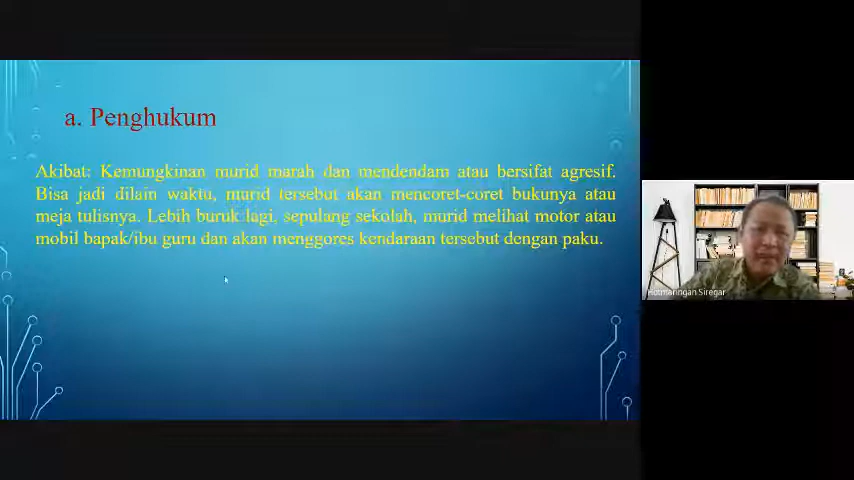 a. Penghukum
Akibat: Kemungkinan murid marah dan mendendam atau bersifat agresif.
Bisa jadi dilain waktu, murid tersebut akan mencoret-coret bukunya atau
meja tulisnya. Lebih buruk lagi, sepulang sekolah, murid melihat motor atau
mobil bapak/ibu guru dan akan menggores kendaraan tersebut dengan paku.
Hotmaringan Siregar